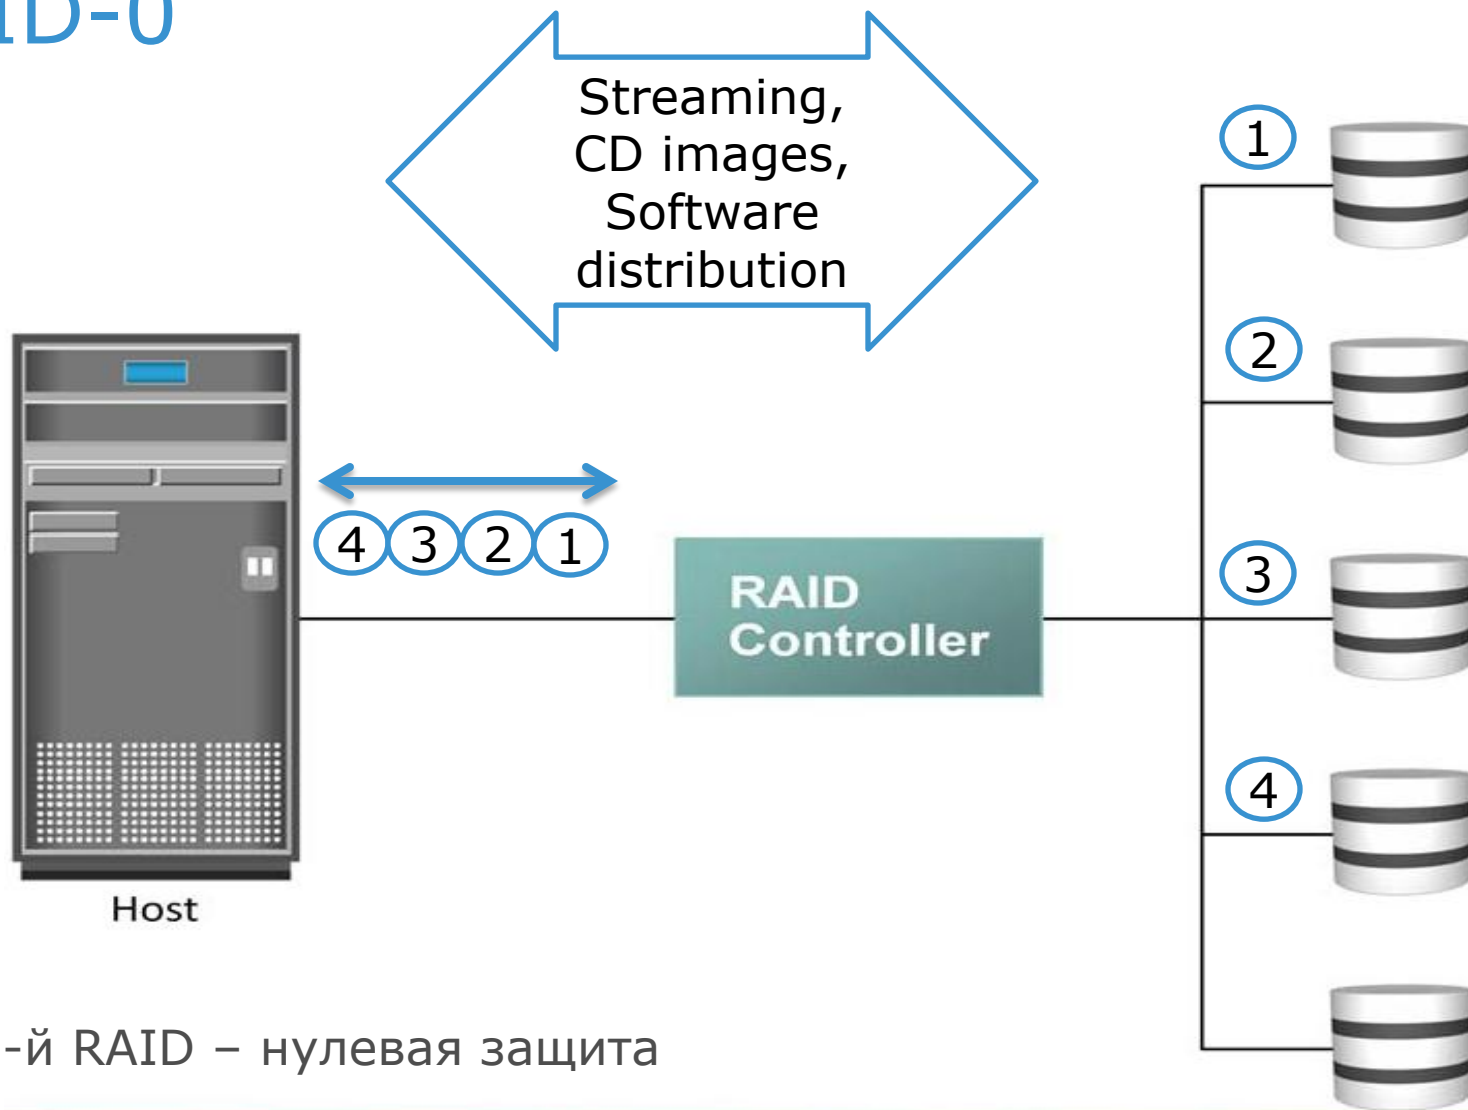 ID-0
Streaming,
CD images,
Software
distribution
1
2
4 3 2 1
3
RAID
Controller
4
Host
-й RAID – нулевая защита